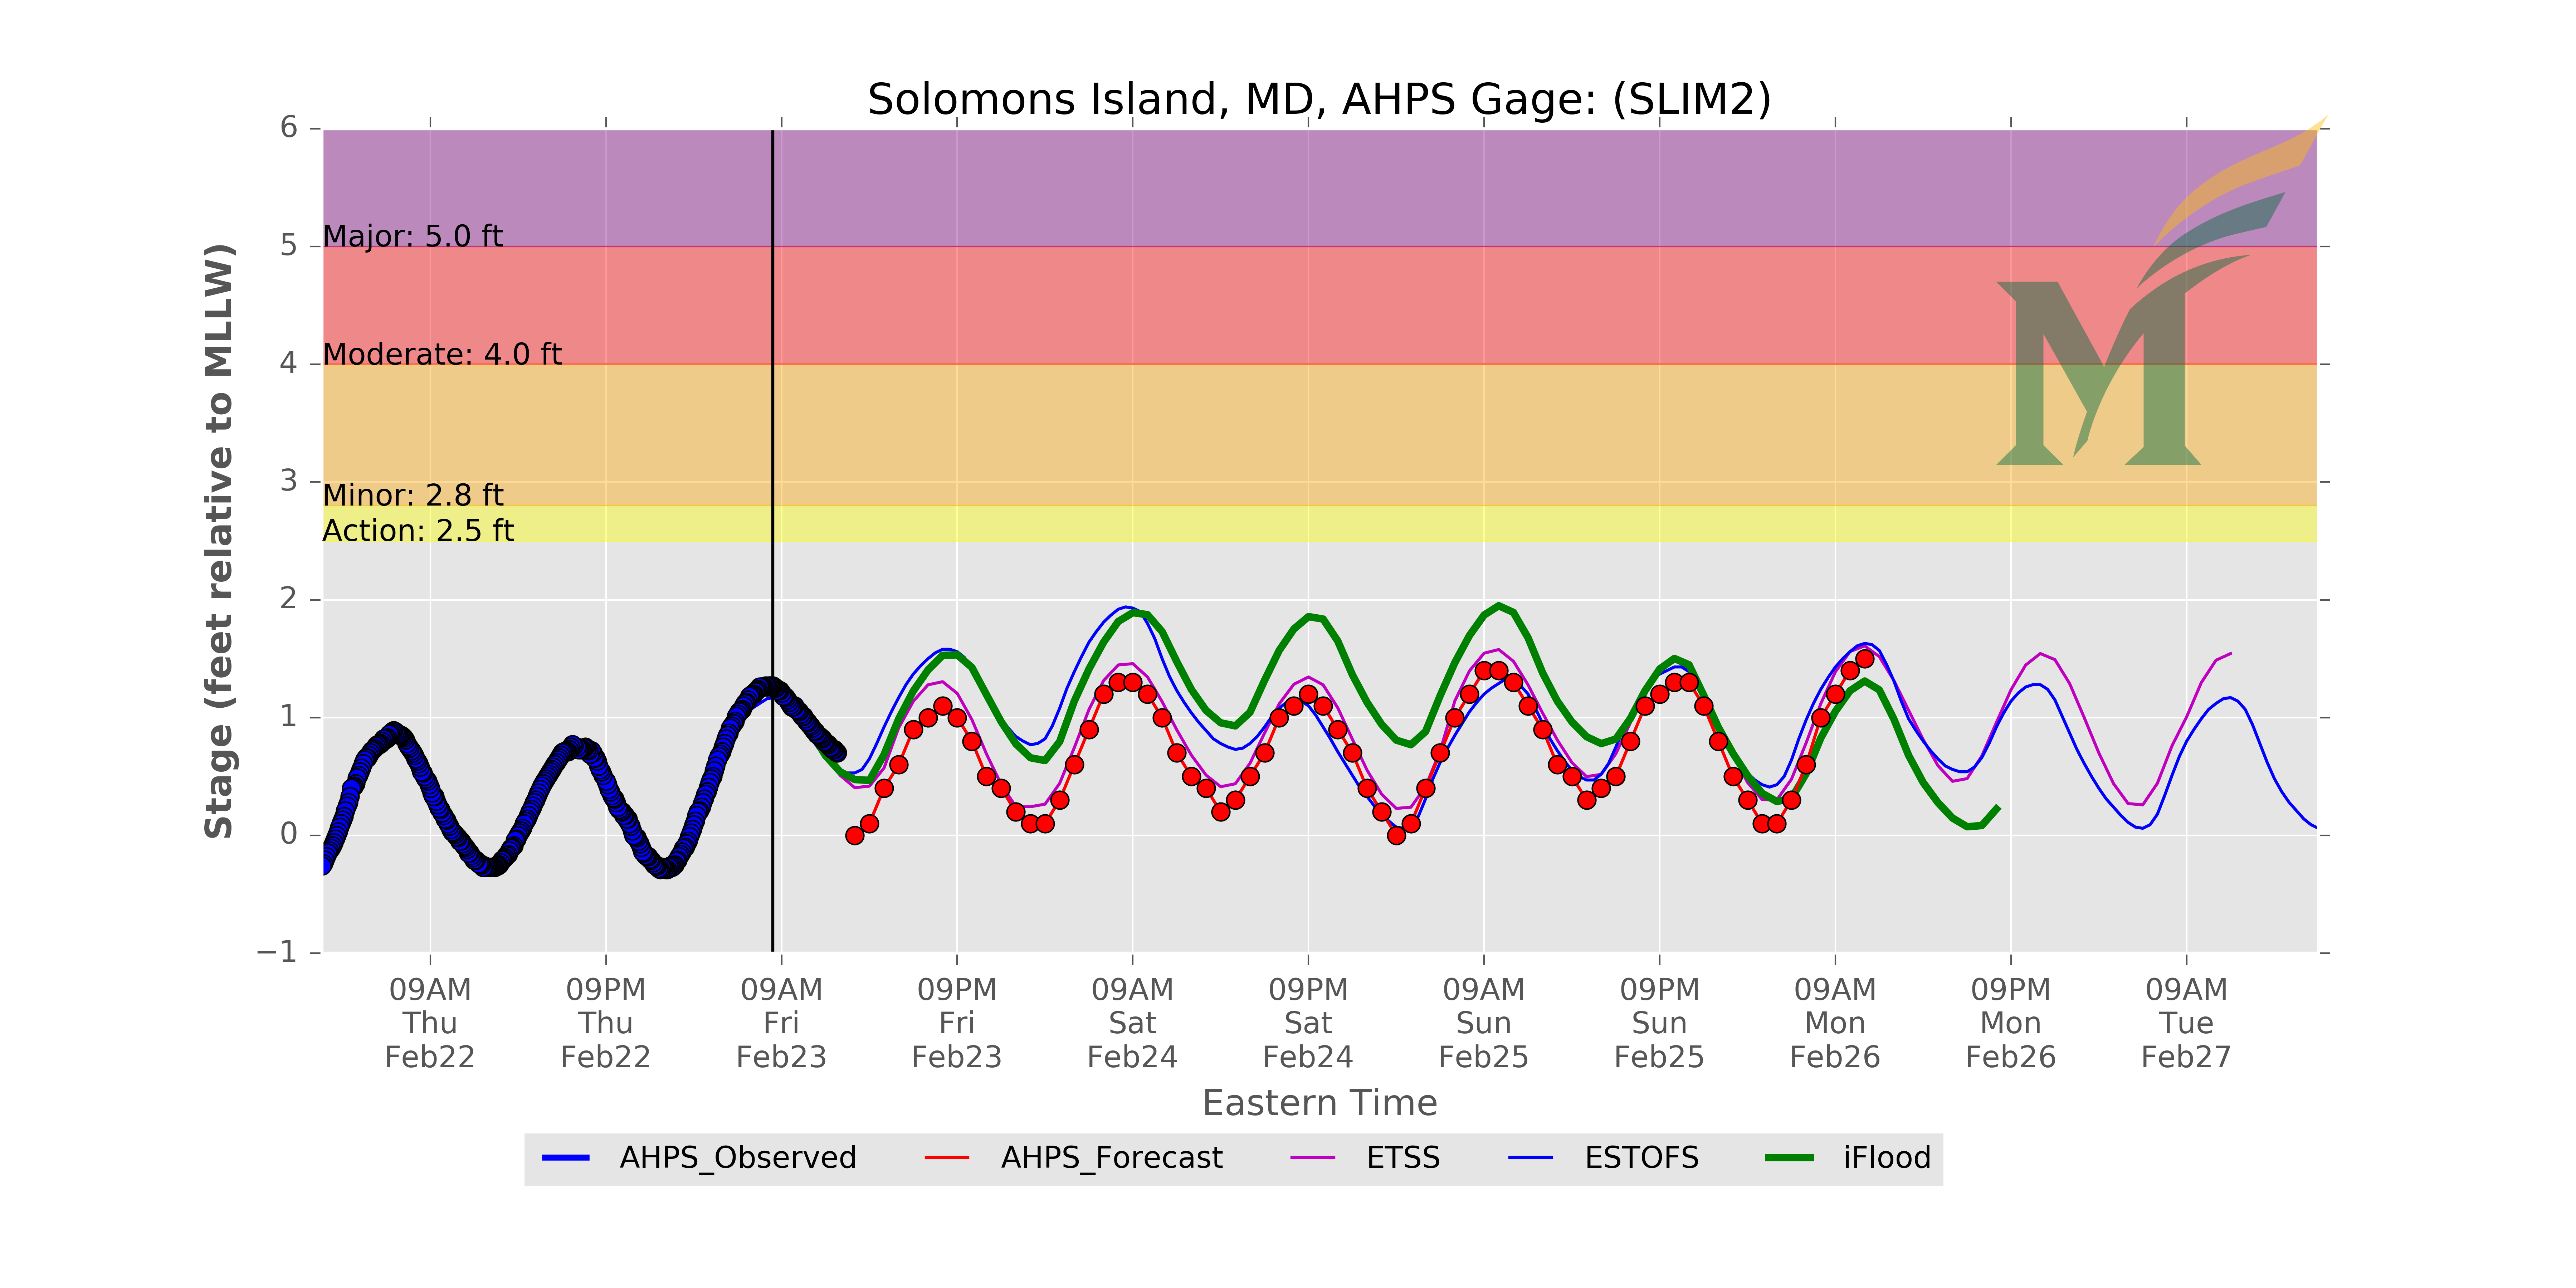 Solomons Island, MD, AHPS Gage: (SLIM2)
Stage (feet relative to MLLW)
6
5
4
3
2
1
0
−1
Major: 5.0 ft
Moderate: 4.0 ft
Minor: 2.8 ft
Action: 2.5 ft
M
09AM 09PM 09AM 09PM 09AM 09PM 09AM 09PM 09AM 09PM 09AM
Thu Thu Fri Fri Sat Sat Sun Sun Mon Mon Tue
Feb22 Feb22 Feb23 Feb23 Feb24 Feb24 Feb25 Feb25 Feb26 Feb26 Feb27
Eastern Time
AHPS_Observed AHPS_Forecast ETSS ESTOFS iFlood